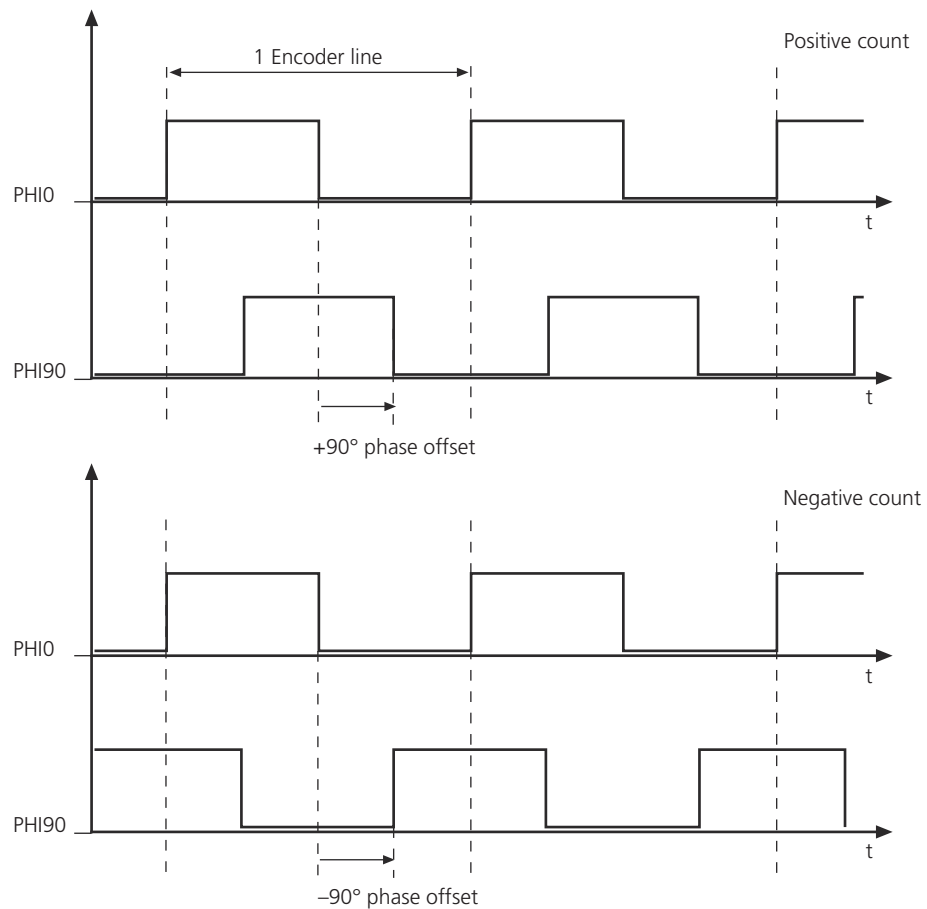 Positive count
1 Encoder line
PHI0
t
PHI90
t
+90° phase offset
Negative count
PHI0
t
PHI90
t
–90° phase offset